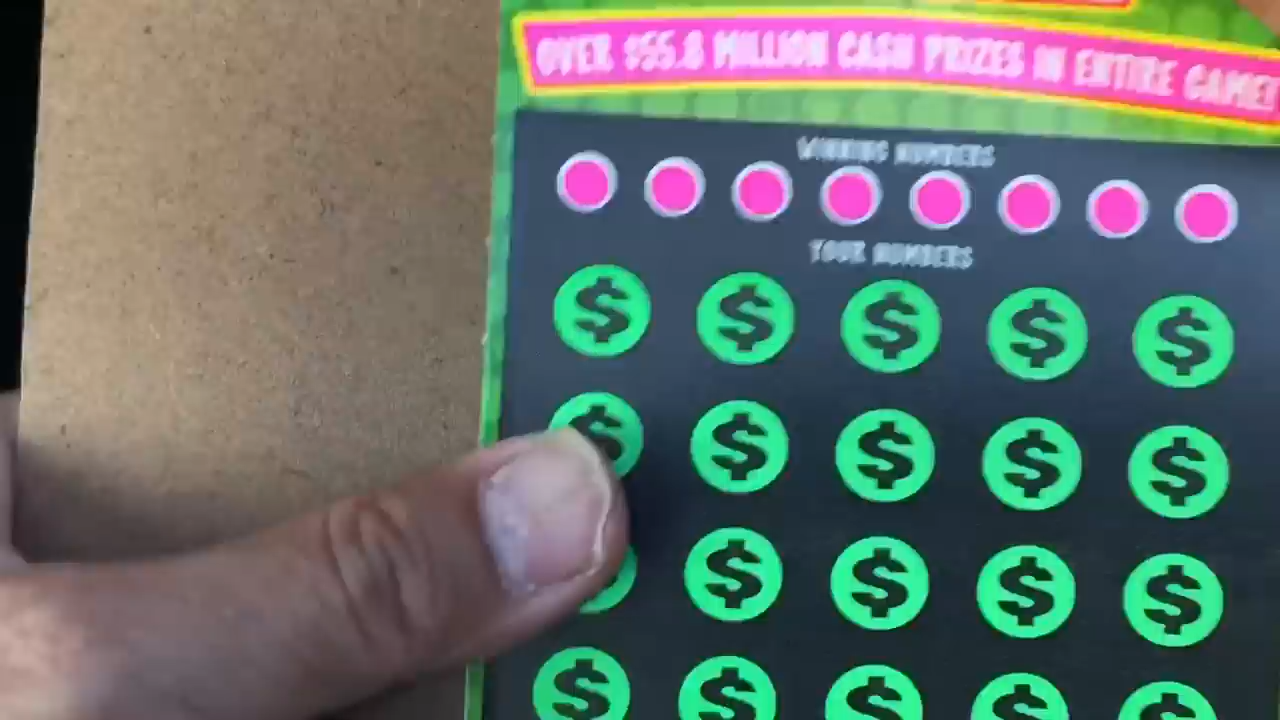 OVER $55.8 MILLION CASH PRIZES IN ENTIRE GAME!
WINNING NUMBERS
YOUR NUMBERS
$ $ $ $ $
$ $ $ $ $
$ $ $ $
$ $ $ $ $